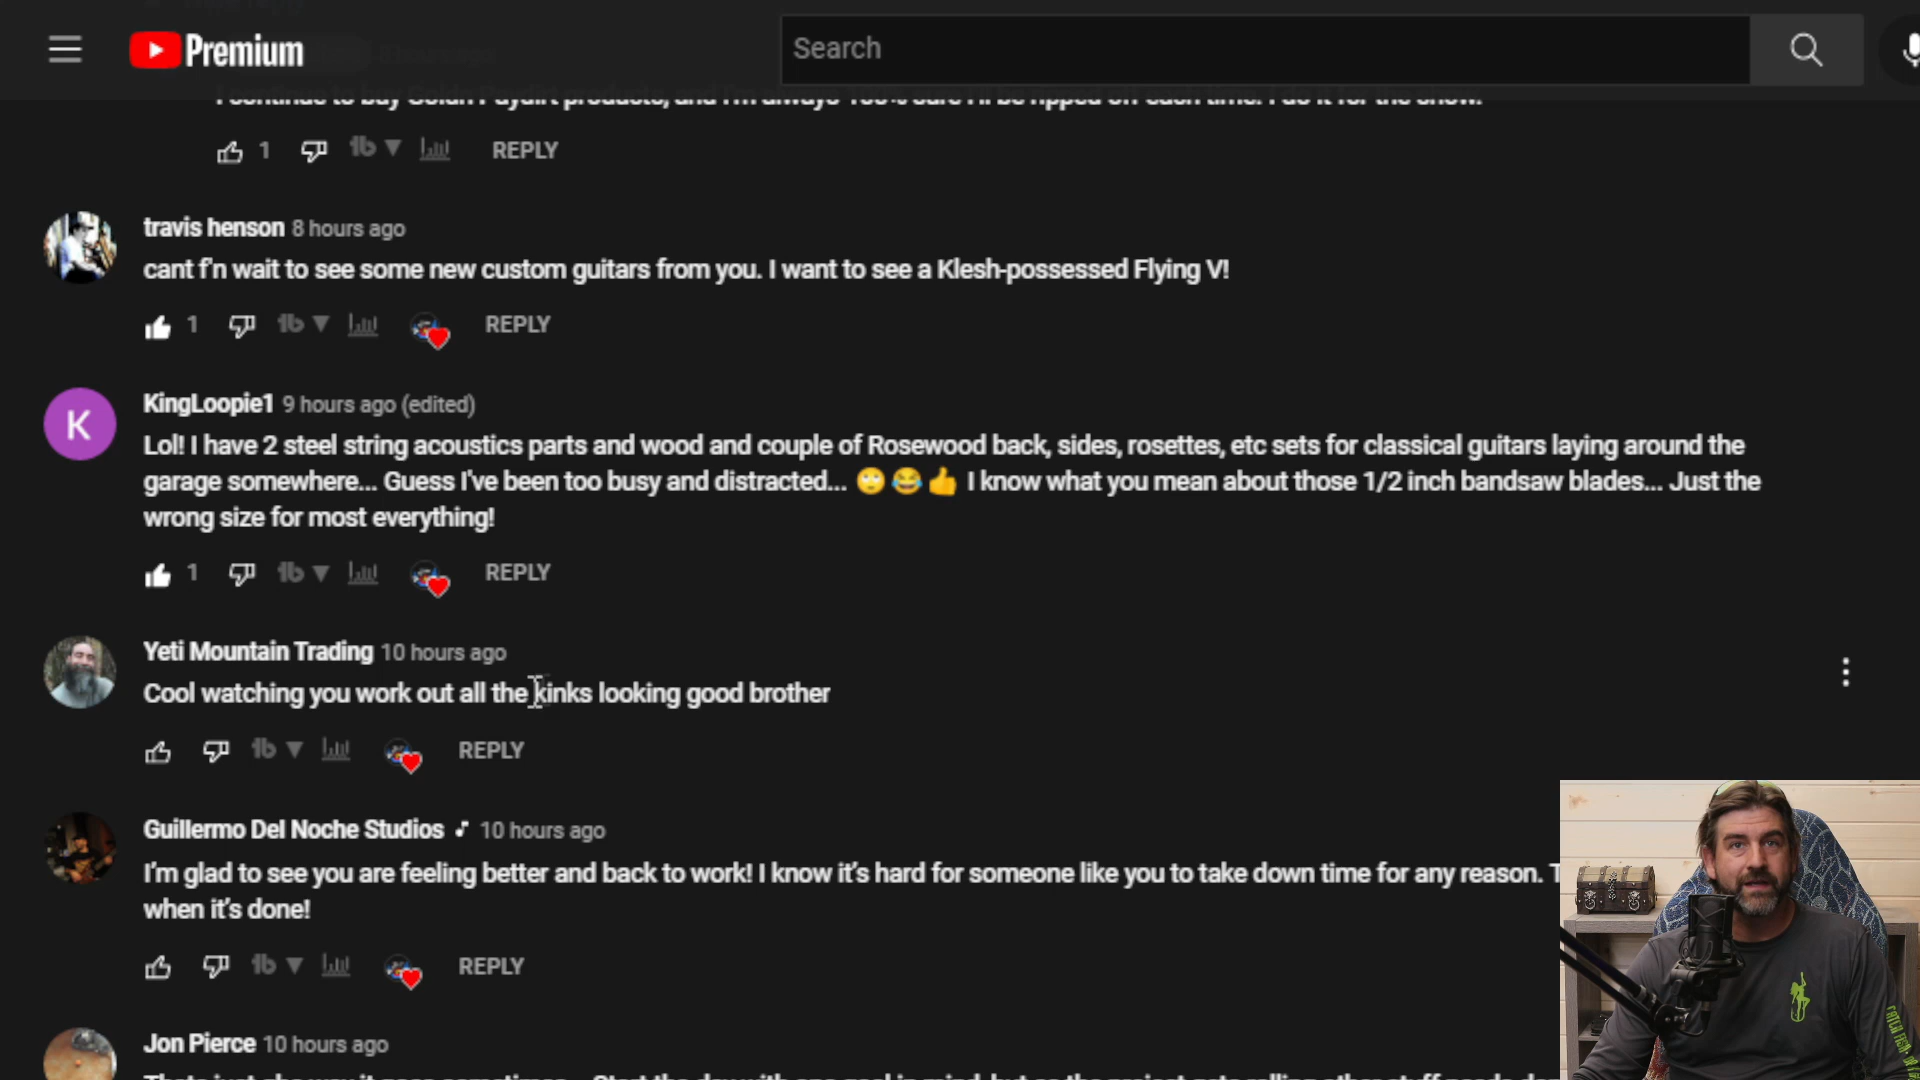 Premium
Search
I continue to buy Goldn Paydirt products, and I'm always 100% sure I'll be ripped off each time. I do it for the show.
1 REPLY
travis henson 8 hours ago
cant f'n wait to see some new custom guitars from you. I want to see a Klesh-possessed Flying V!
1 REPLY
K
KingLoopie1 9 hours ago (edited)
Lol! I have 2 steel string acoustics parts and wood and couple of Rosewood back, sides, rosettes, etc sets for classical guitars laying around the
garage somewhere... Guess I've been too busy and distracted... 🙄😂👍 I know what you mean about those 1/2 inch bandsaw blades... Just the
wrong size for most everything!
1 REPLY
Yeti Mountain Trading 10 hours ago
Cool watching you work out all the kinks looking good brother
REPLY
Guillermo Del Noche Studios 10 hours ago
I'm glad to see you are feeling better and back to work! I know it's hard for someone like you to take down time for any reason. T
when it's done!
REPLY
Jon Pierce 10 hours ago